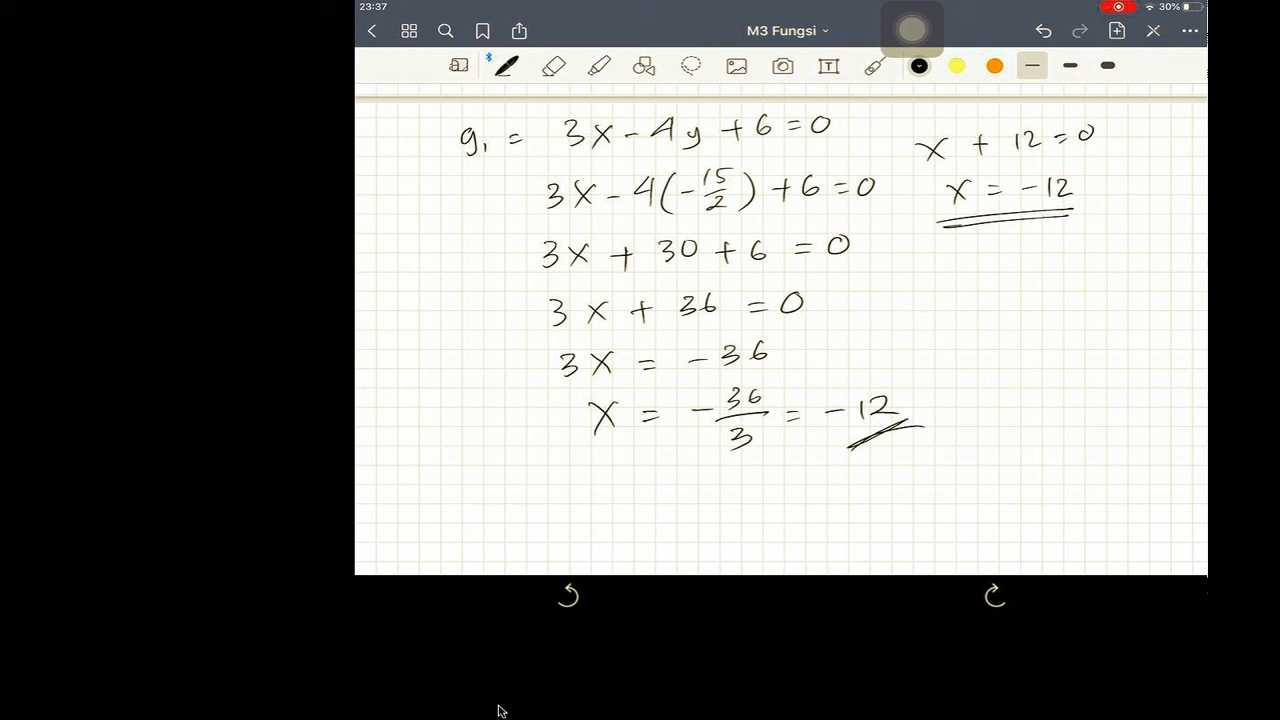 23:37
30%
M3 Fungsi
g₁ = 3x - 4y + 6 = 0
3x - 4(-15/2) + 6 = 0
3x + 30 + 6 = 0
3x + 36 = 0
3x = -36
x = -36/3 = -12
x + 12 = 0
x = -12